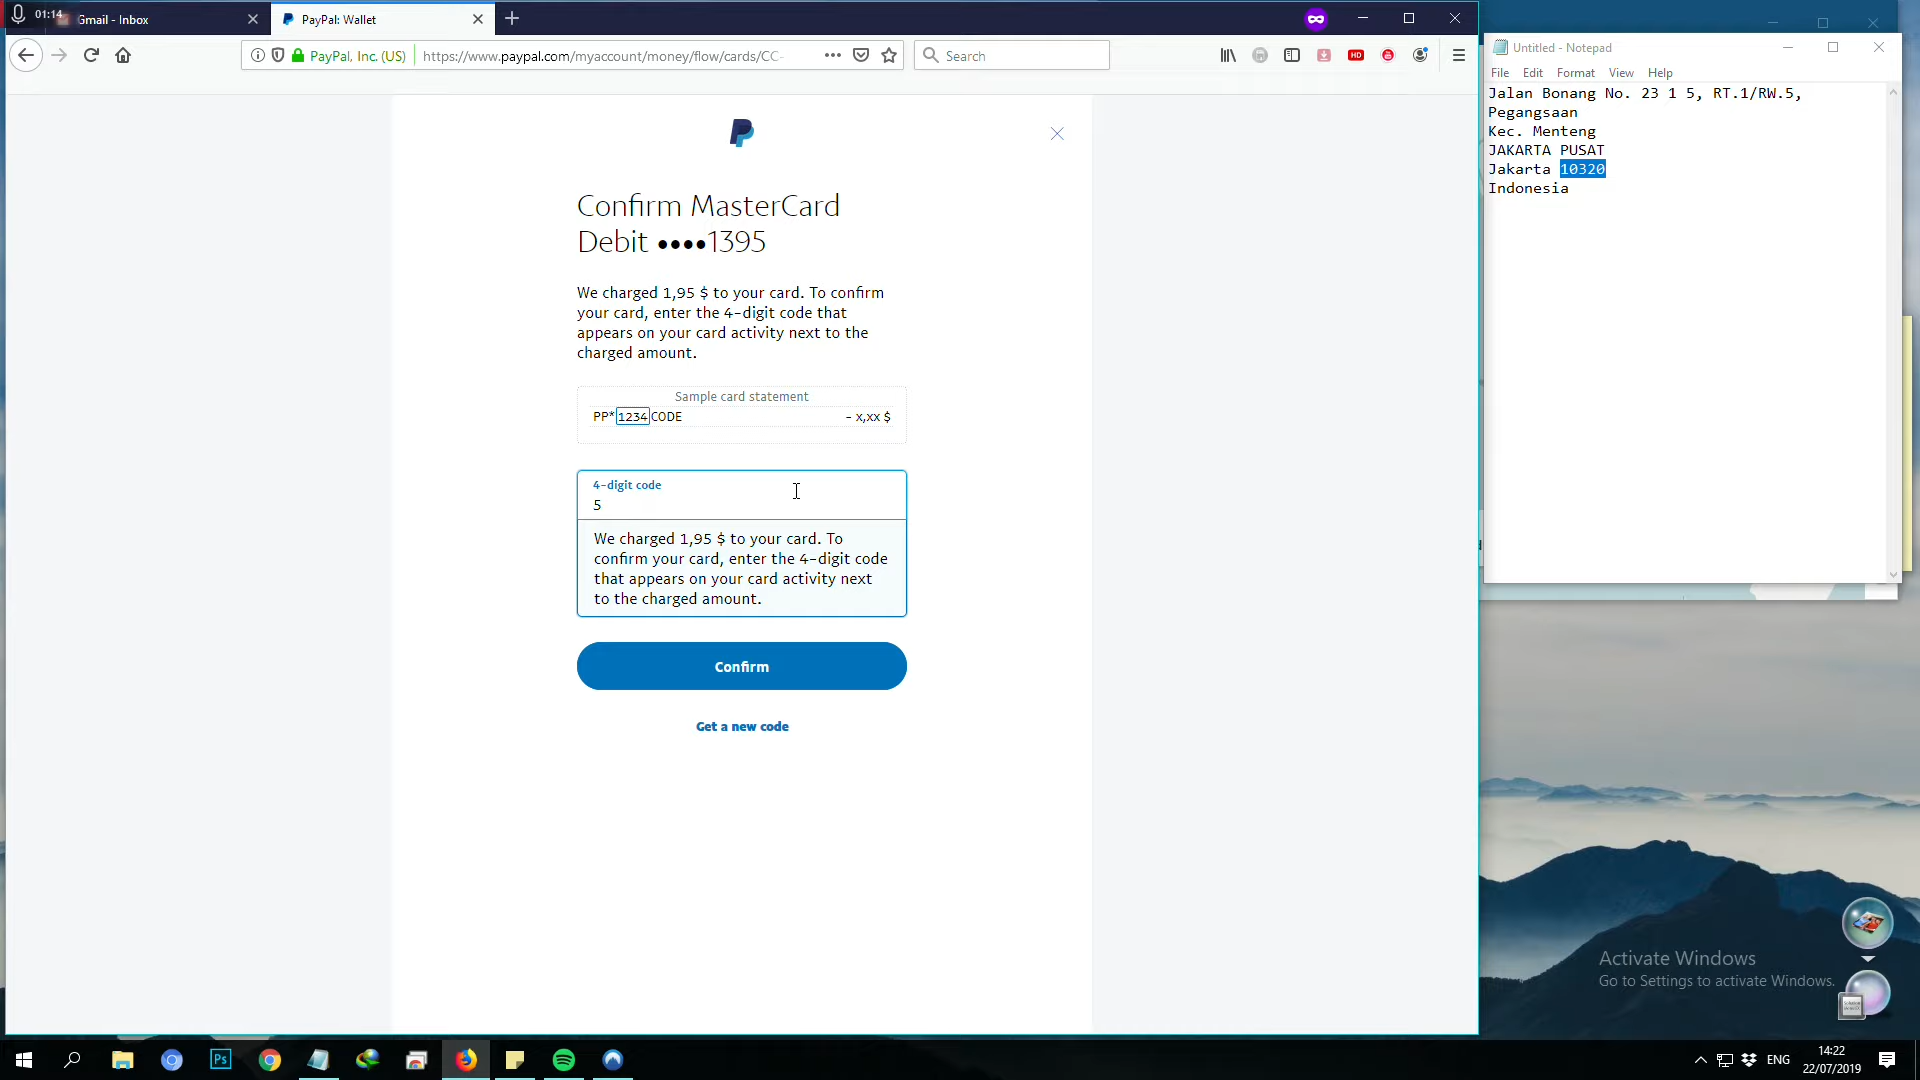 01:14
Gmail - Inbox
PayPal: Wallet
PayPal, Inc. (US)
https://www.paypal.com/myaccount/money/flow/cards/CC-
Search
HD
Confirm MasterCard
Debit ••••1395
We charged 1,95 $ to your card. To confirm
your card, enter the 4-digit code that
appears on your card activity next to the
charged amount.
Sample card statement
PP*1234CODE - x,xx $
4-digit code
5
We charged 1,95 $ to your card. To
confirm your card, enter the 4-digit code
that appears on your card activity next
to the charged amount.
Confirm
Get a new code
Untitled - Notepad
File Edit Format View Help
Jalan Bonang No. 23 1 5, RT.1/RW.5,
Pegangsaan
Kec. Menteng
JAKARTA PUSAT
Jakarta 10320
Indonesia
Activate Windows
Go to Settings to activate Windows.
Ps
ENG
14:22
22/07/2019